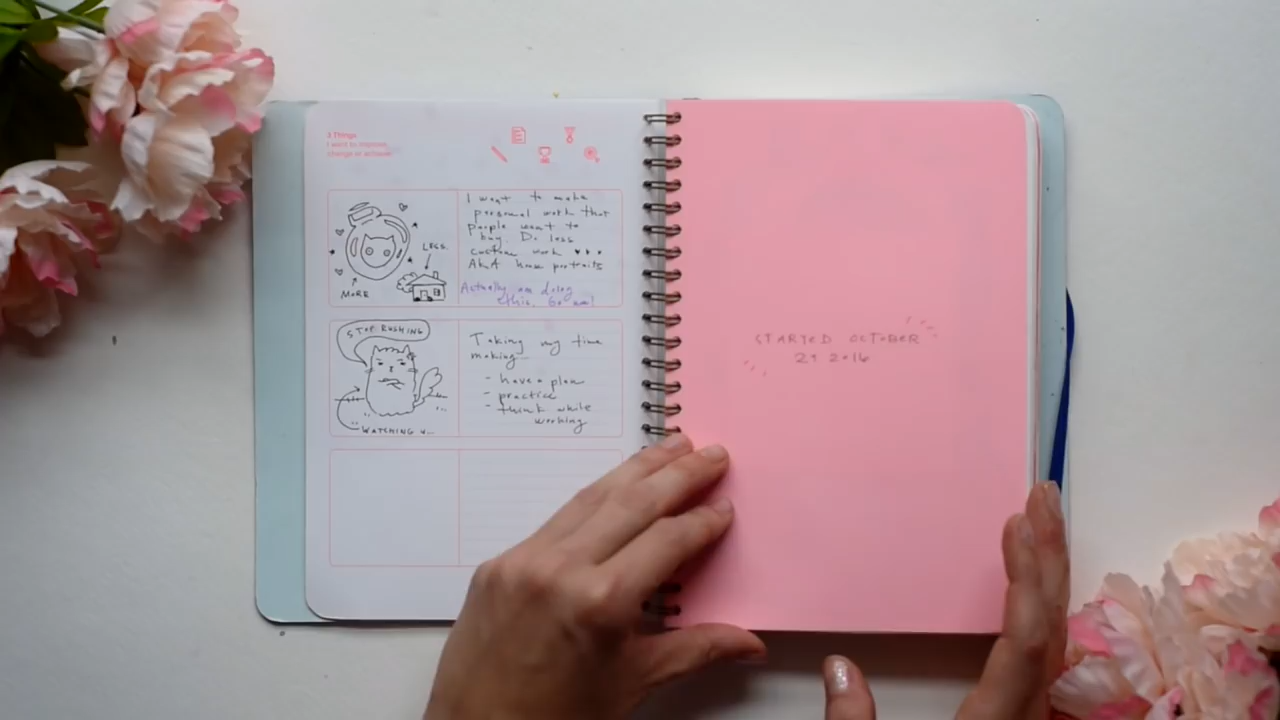 3 Things
I want to improve,
change or achieve.
I want to make
personal work that
people want to
buy. Do less
custom work
AKA house portraits
Actually am doing
this. Go me!
LESS
MORE
STOP RUSHING
WATCHING U...
Taking my time
making...
- have a plan
- practice
- think while
working
STARTED OCTOBER
29 2016